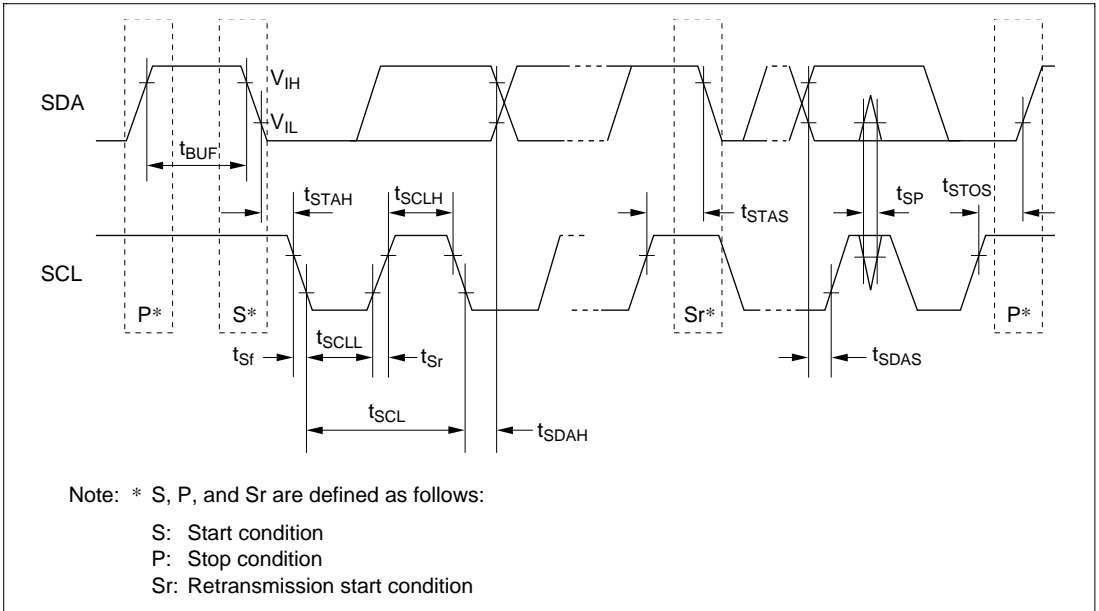 SDA
V_IH
V_IL
t_BUF
t_STAH
t_SCLH
t_STAS
t_SP
t_STOS
SCL
P*
S*
Sr*
P*
t_Sf
t_SCLL
t_Sr
t_SDAS
t_SCL
t_SDAH
Note: * S, P, and Sr are defined as follows:
S: Start condition
P: Stop condition
Sr: Retransmission start condition